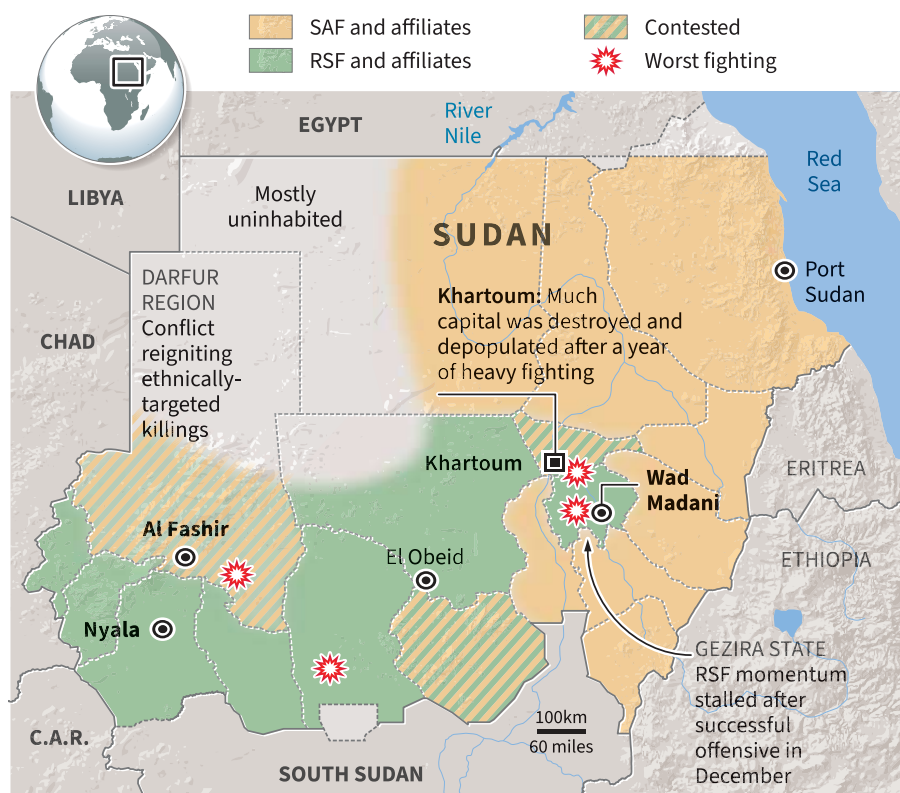 SAF and affiliates
RSF and affiliates
Contested
Worst fighting
EGYPT
River
Nile
Red
Sea
LIBYA
Mostly
uninhabited
SUDAN
Port
Sudan
DARFUR
REGION
Conflict
reigniting
ethnically-
targeted
killings
Khartoum: Much
capital was destroyed and
depopulated after a year
of heavy fighting
CHAD
Khartoum
Wad
Madani
ERITREA
Al Fashir
El Obeid
ETHIOPIA
Nyala
GEZIRA STATE
RSF momentum
stalled after
successful
offensive in
December
100km
60 miles
C.A.R.
SOUTH SUDAN